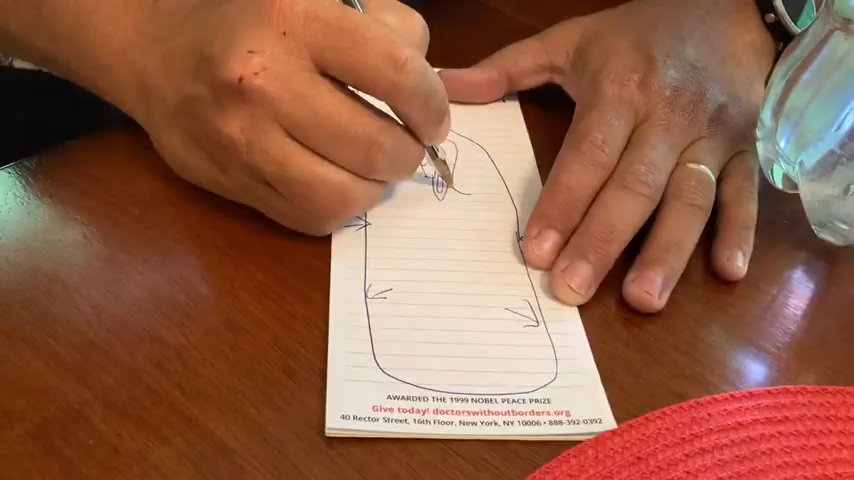 AWARDED THE 1999 NOBEL PEACE PRIZE
Give today! doctorswithoutborders.org
40 Rector Street, 16th Floor, New York, NY 10006 • 888-392-0392